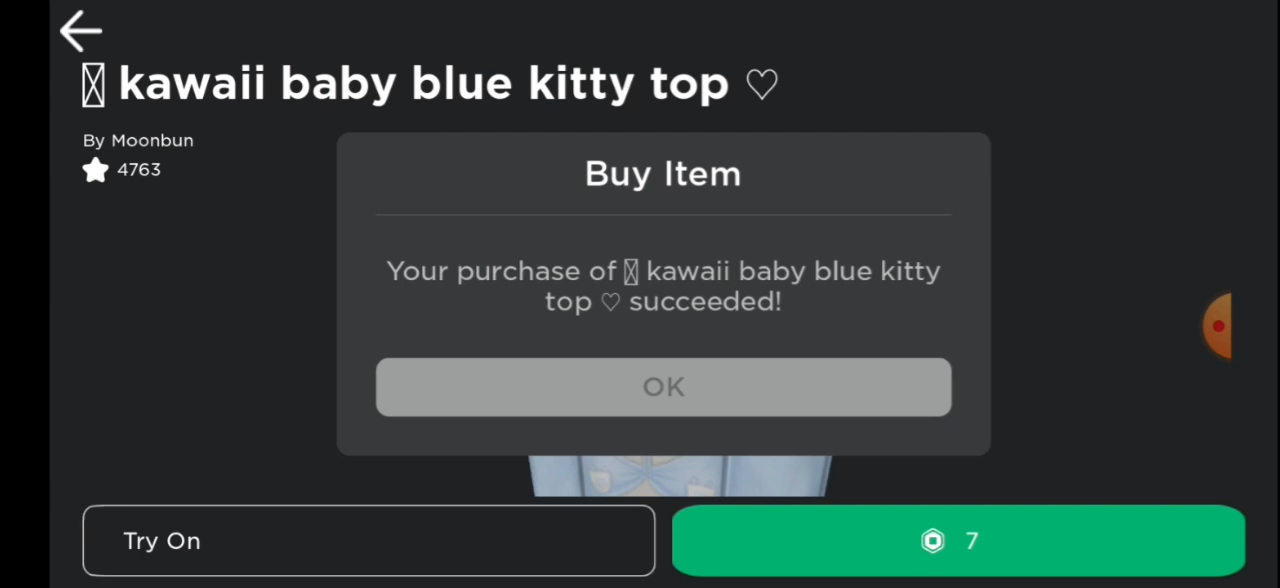 kawaii baby blue kitty top ♡
By Moonbun
4763
Buy Item
Your purchase of kawaii baby blue kitty
top ♡ succeeded!
OK
Try On
7